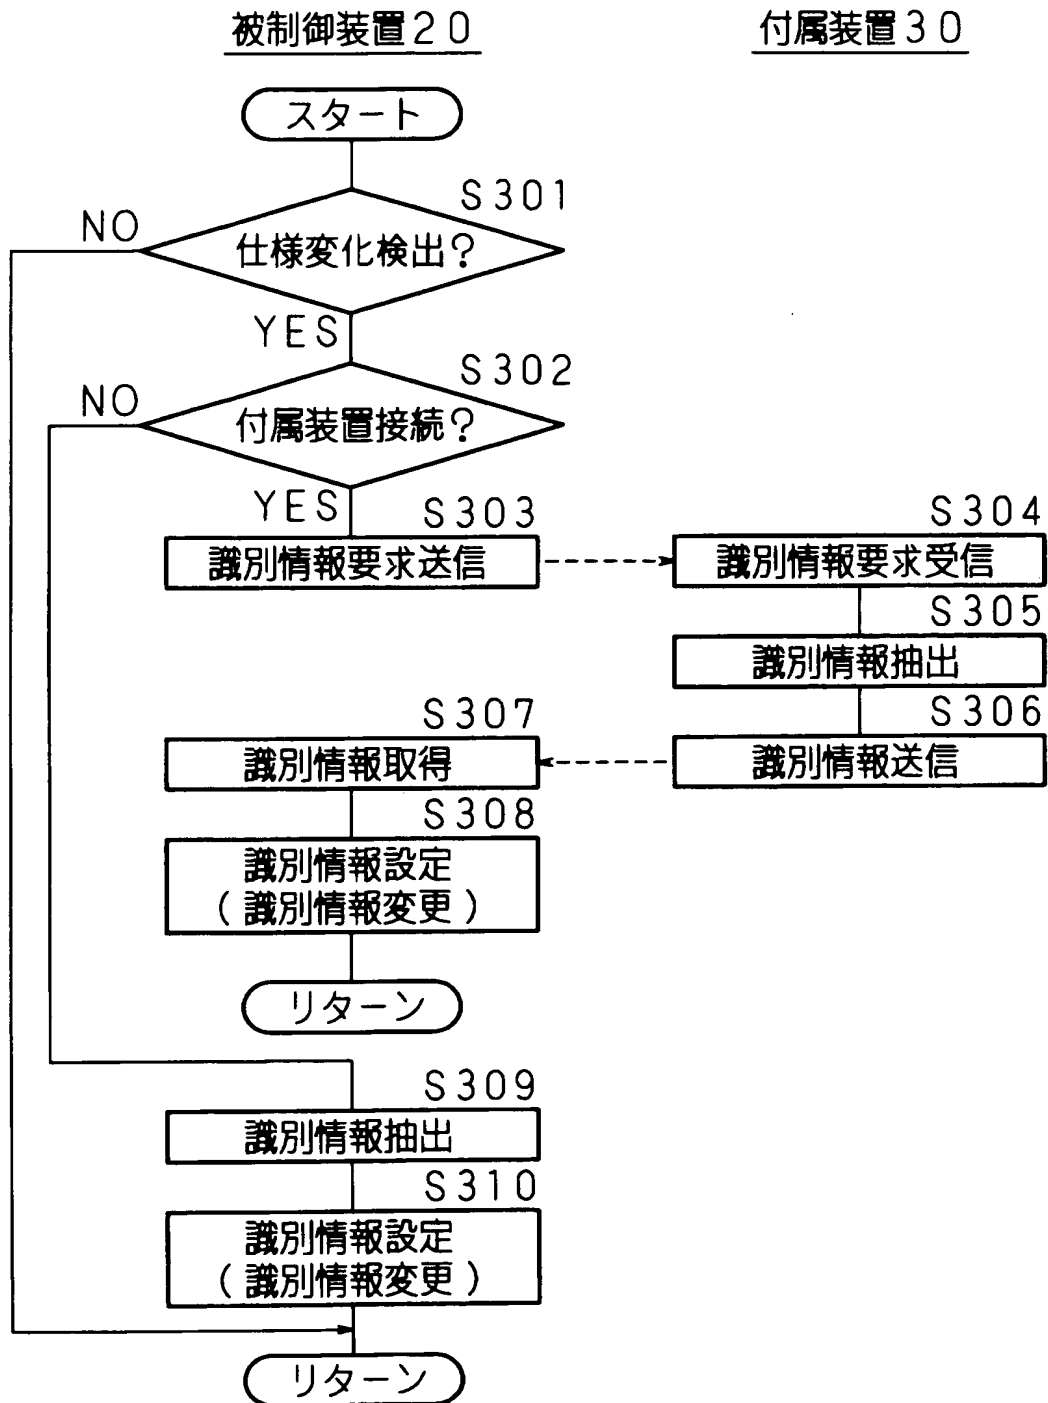 被制御装置20
付属装置30
スタート
S301
NO
仕様変化検出?
YES
S302
NO
付属装置接続?
YES
S303
S304
識別情報要求送信
識別情報要求受信
S305
識別情報抽出
S307
S306
識別情報取得
識別情報送信
S308
識別情報設定
(識別情報変更)
リターン
S309
識別情報抽出
S310
識別情報設定
(識別情報変更)
リターン